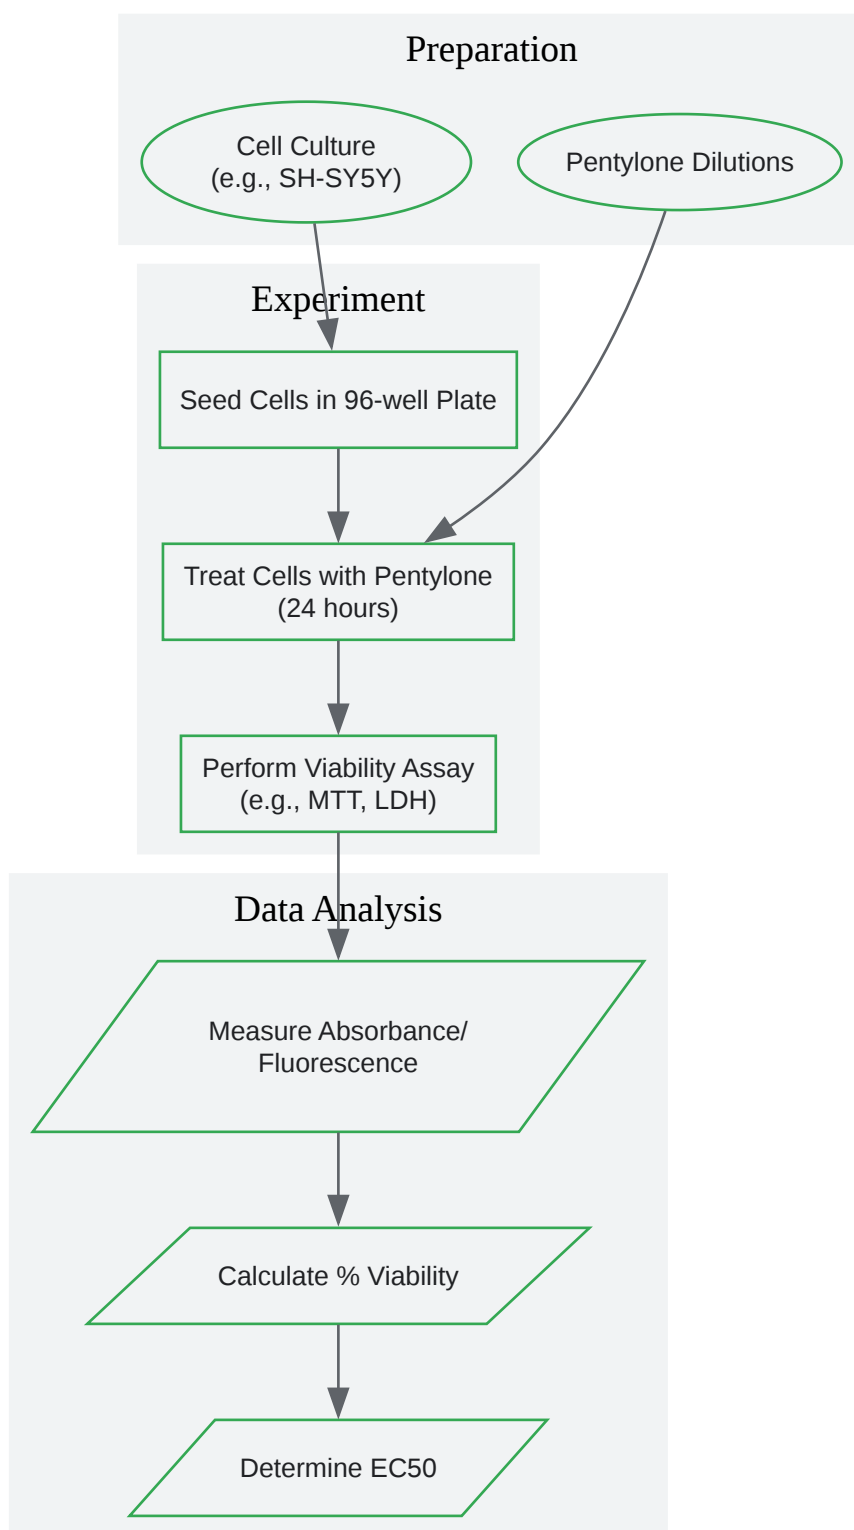 Preparation
Cell Culture
(e.g., SH-SY5Y)
Pentylone Dilutions
Experiment
Seed Cells in 96-well Plate
Treat Cells with Pentylone
(24 hours)
Perform Viability Assay
(e.g., MTT, LDH)
Data Analysis
Measure Absorbance/
Fluorescence
Calculate % Viability
Determine EC50